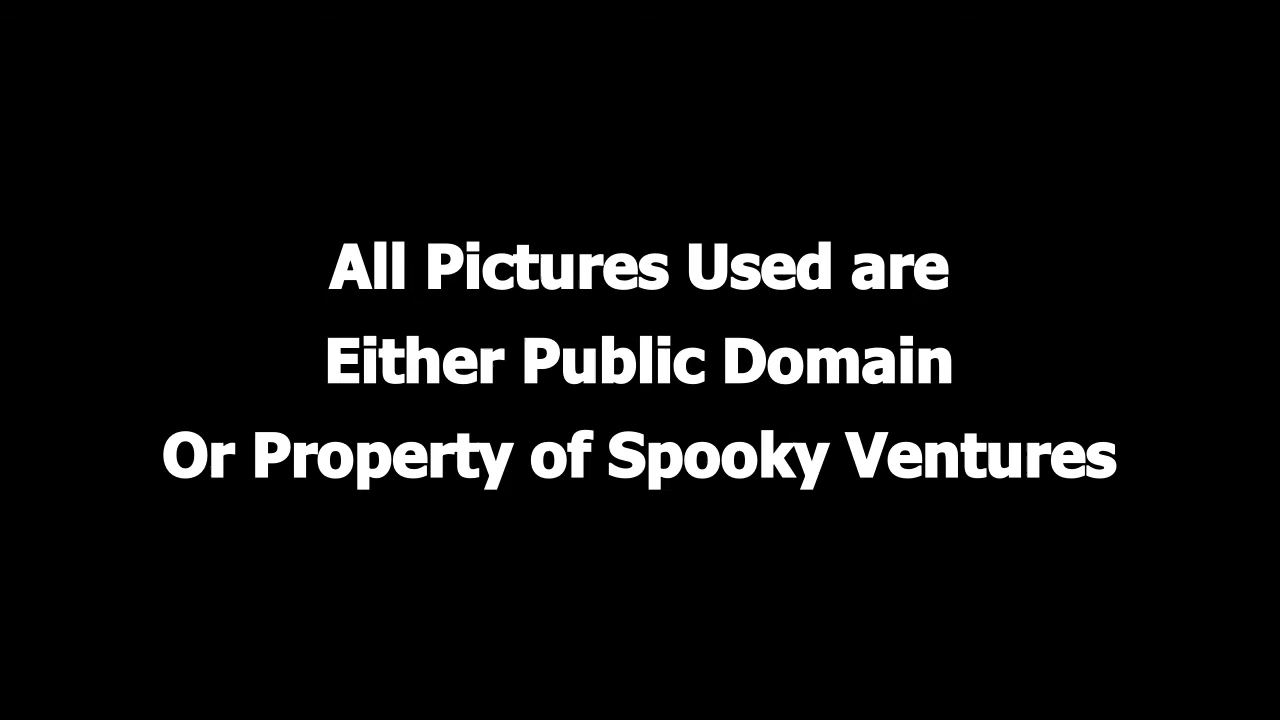 All Pictures Used are
Either Public Domain
Or Property of Spooky Ventures